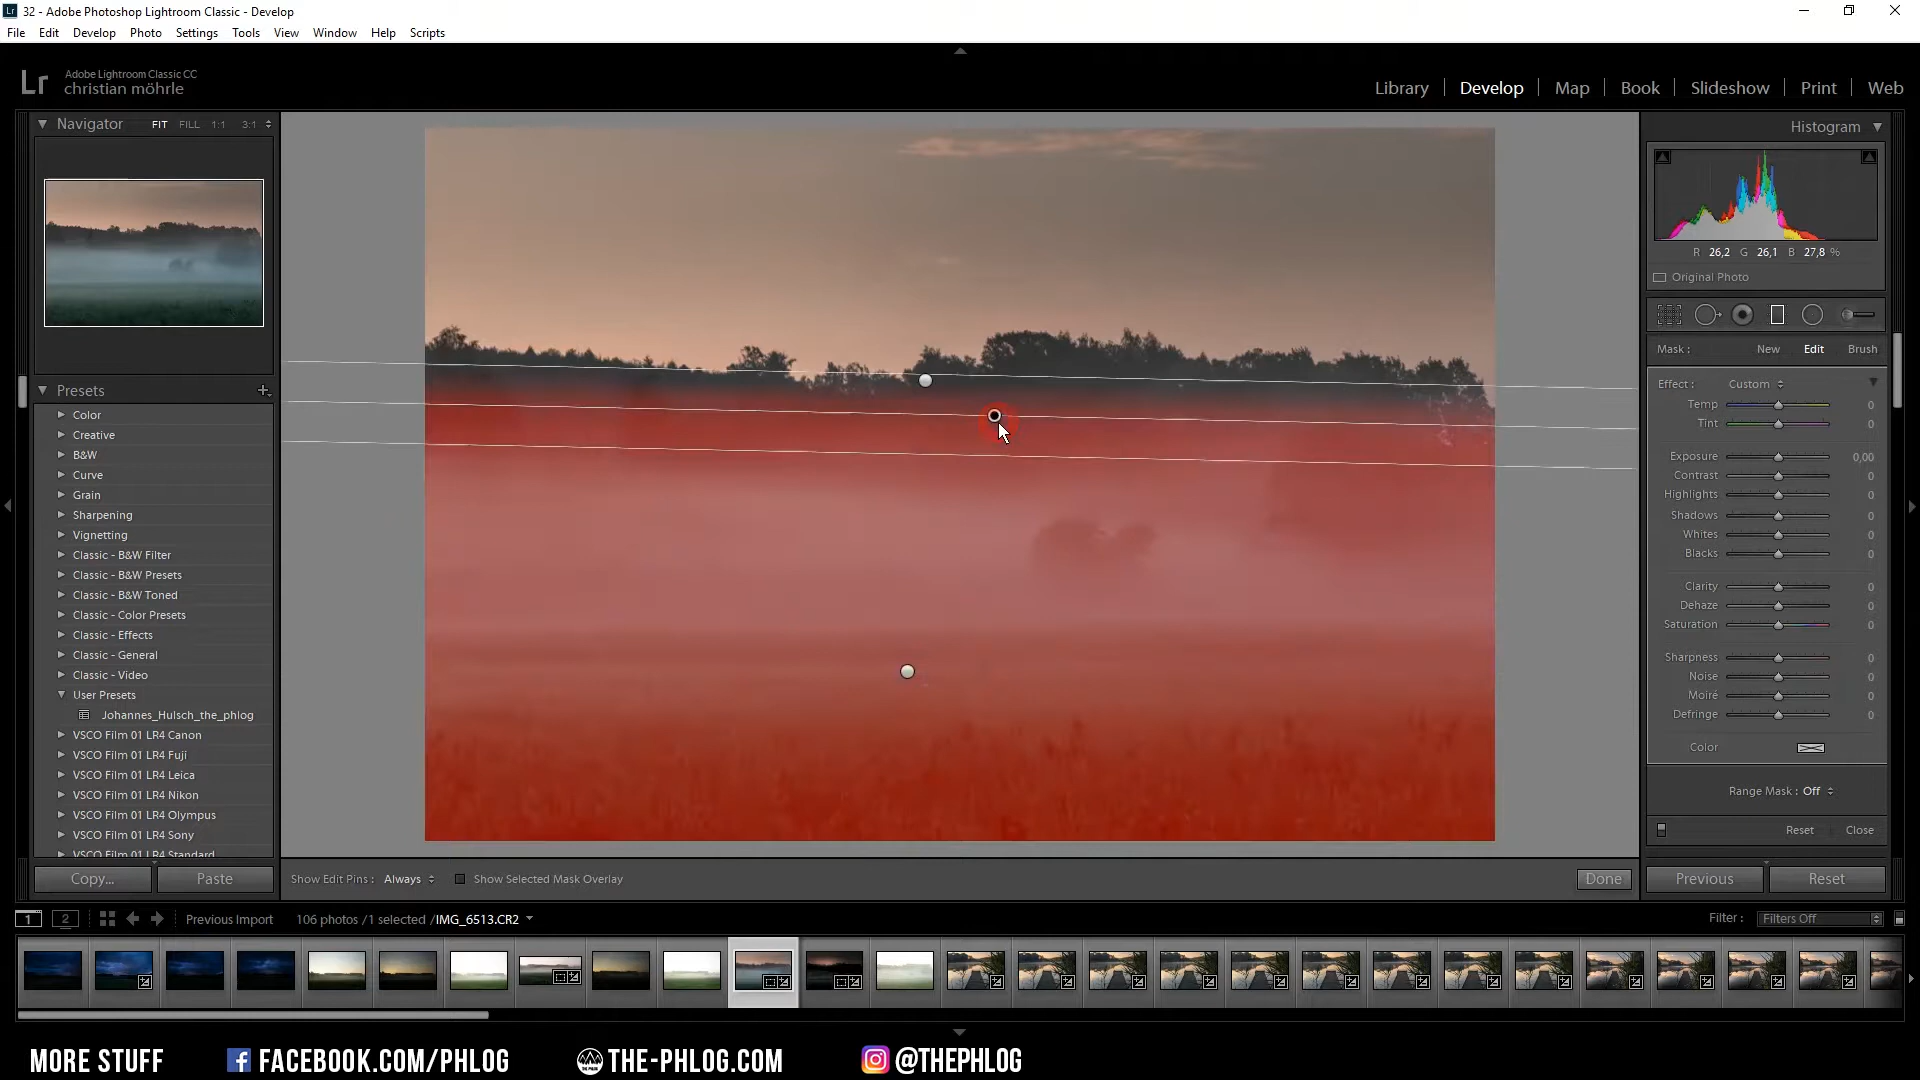 Lr 32 - Adobe Photoshop Lightroom Classic - Develop
File Edit Develop Photo Settings Tools View Window Help Scripts
Lr Adobe Lightroom Classic CC
christian möhrle
Library Develop Map Book Slideshow Print Web
Navigator FIT FILL 1:1 3:1
Histogram
R 26,2 G 26,1 B 27,8 %
Original Photo
Mask : New Edit Brush
Effect : Custom
Temp 0
Tint 0
Exposure 0,00
Contrast 0
Highlights 0
Shadows 0
Whites 0
Blacks 0
Clarity 0
Dehaze 0
Saturation 0
Sharpness 0
Noise 0
Moiré 0
Defringe 0
Color
Range Mask : Off
Reset Close
Previous Reset
Presets
Color
Creative
B&W
Curve
Grain
Sharpening
Vignetting
Classic - B&W Filter
Classic - B&W Presets
Classic - B&W Toned
Classic - Color Presets
Classic - Effects
Classic - General
Classic - Video
User Presets
Johannes_Hulsch_the_phlog
VSCO Film 01 LR4 Canon
VSCO Film 01 LR4 Fuji
VSCO Film 01 LR4 Leica
VSCO Film 01 LR4 Nikon
VSCO Film 01 LR4 Olympus
VSCO Film 01 LR4 Sony
VSCO Film 01 LR4 Standard
Copy... Paste
Show Edit Pins : Always Show Selected Mask Overlay Done
1 2 Previous Import 106 photos /1 selected /IMG_6513.CR2 Filter : Filters Off
MORE STUFF FACEBOOK.COM/PHLOG THE-PHLOG.COM @THEPHLOG